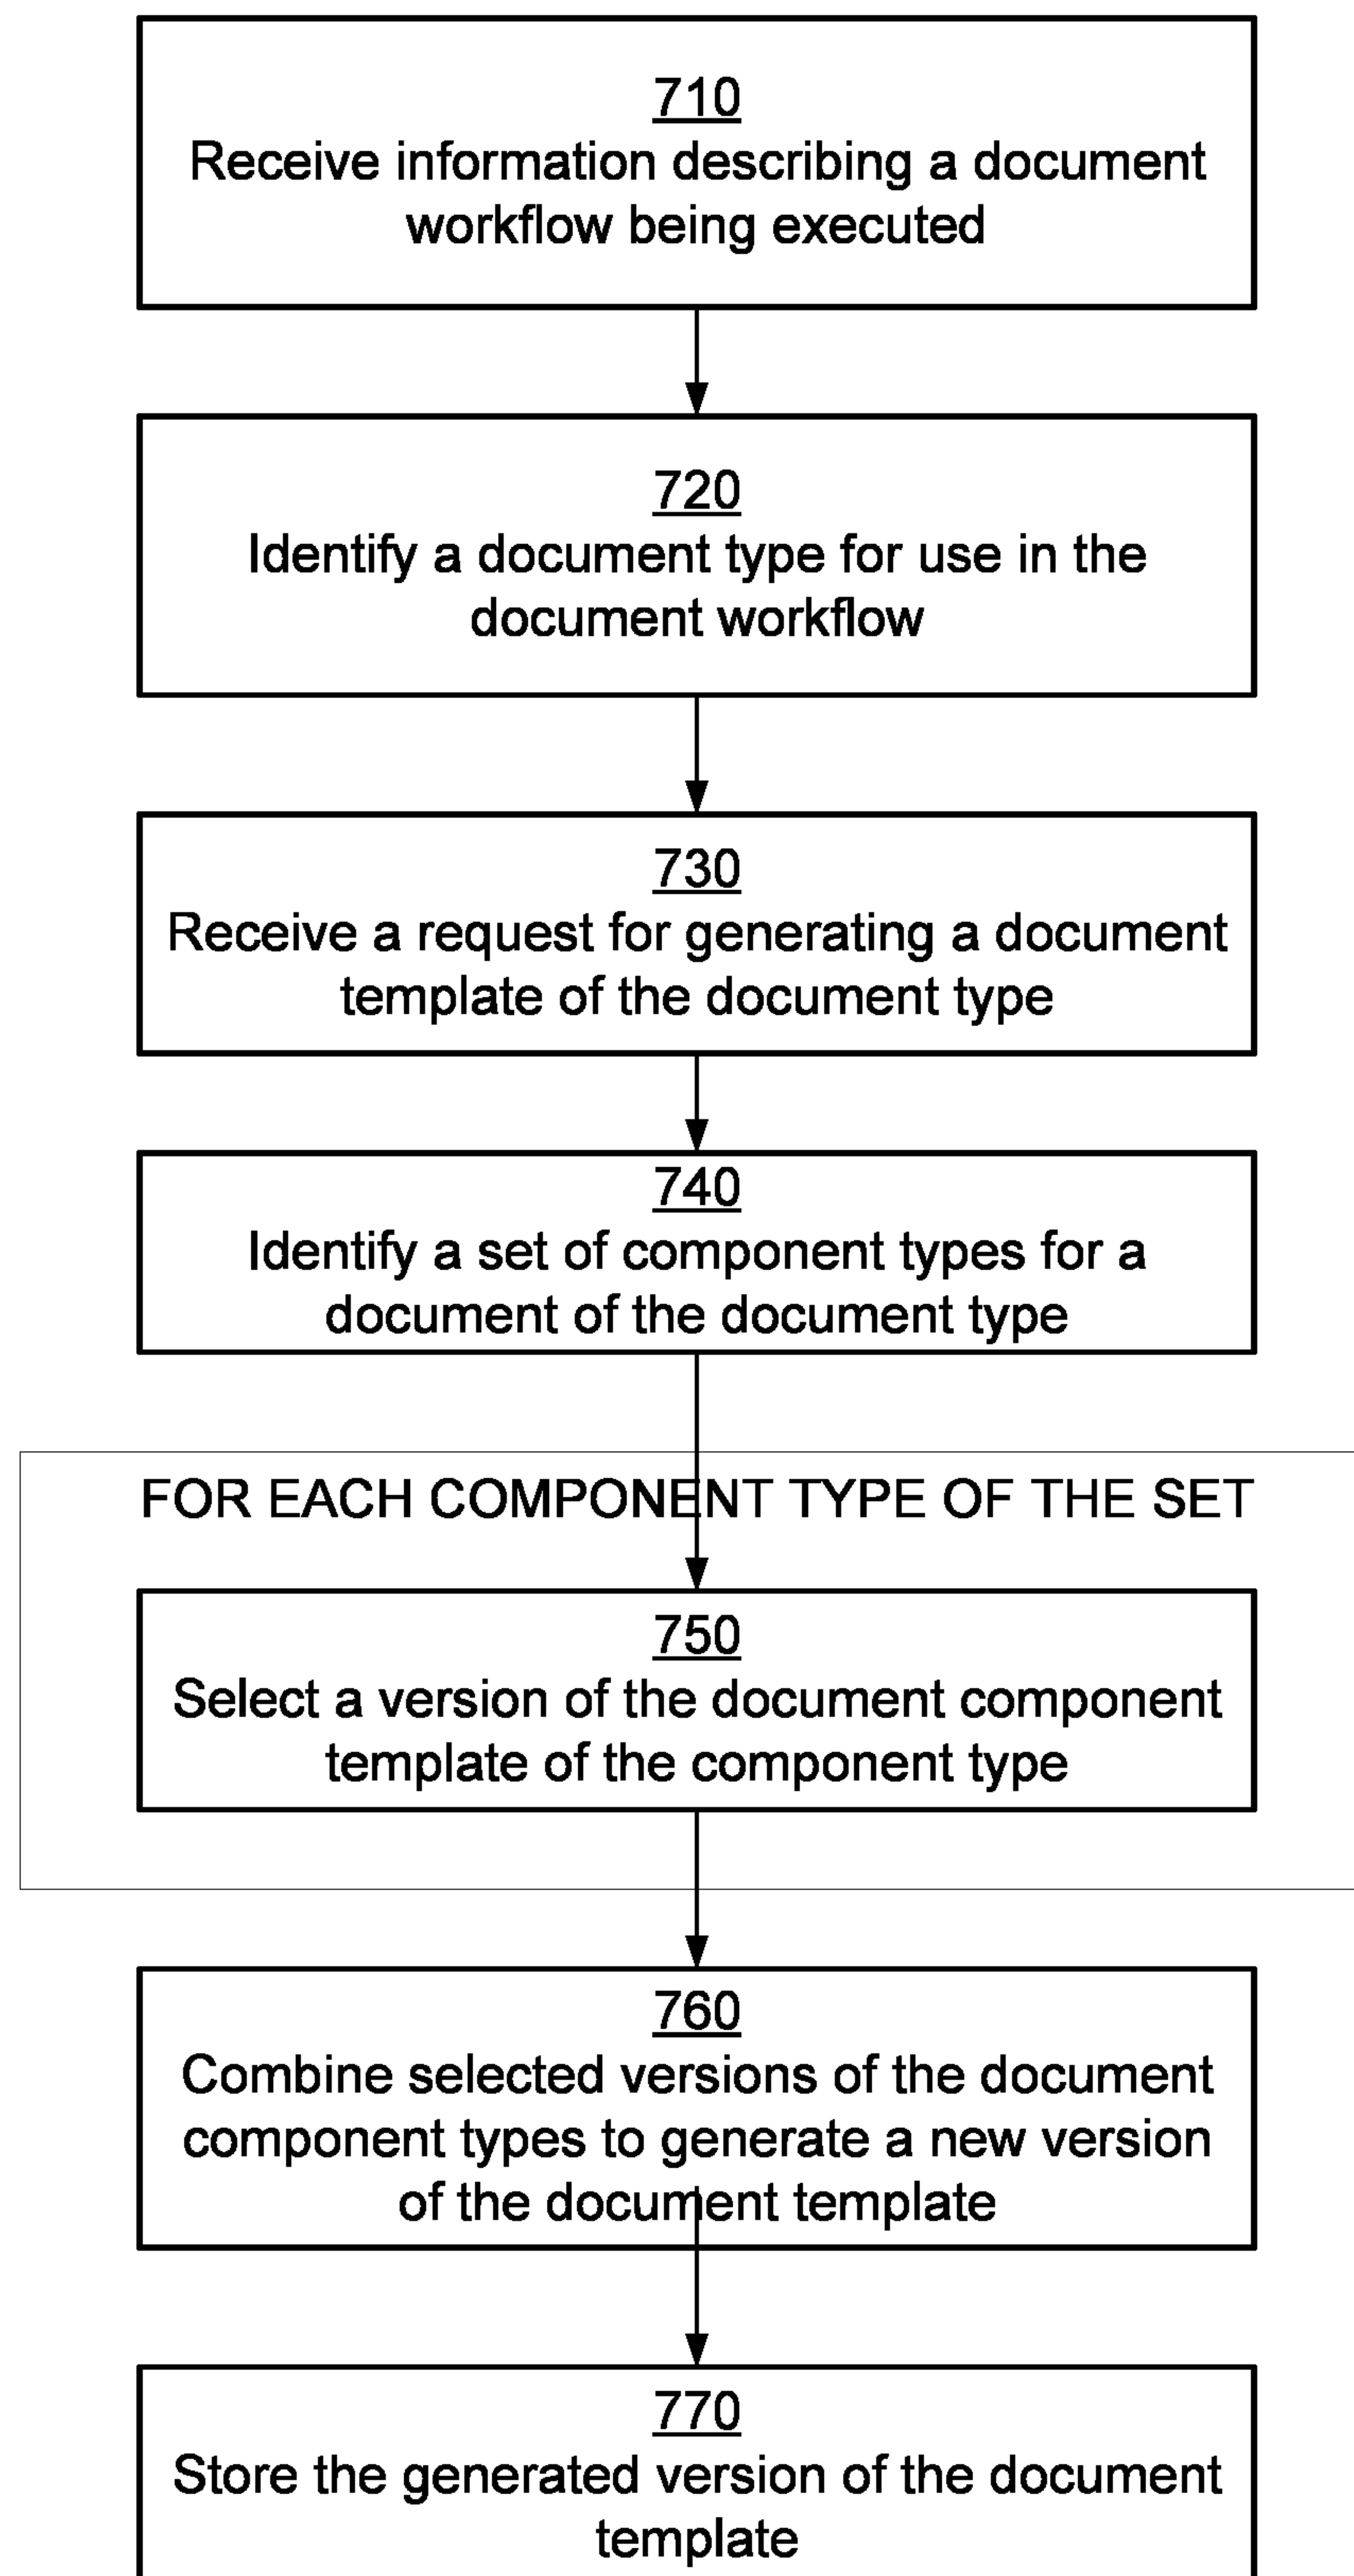 710
Receive information describing a document
workflow being executed
720
Identify a document type for use in the
document workflow
730
Receive a request for generating a document
template of the document type
740
Identify a set of component types for a
document of the document type
FOR EACH COMPONENT TYPE OF THE SET
750
Select a version of the document component
template of the component type
760
Combine selected versions of the document
component types to generate a new version
of the document template
770
Store the generated version of the document
template